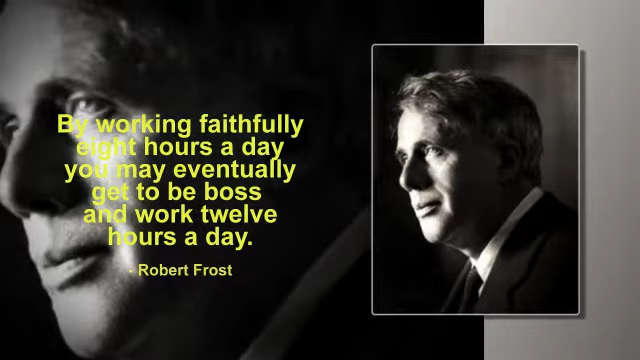 By working faithfully
eight hours a day
you may eventually
get to be boss
and work twelve
hours a day.
- Robert Frost